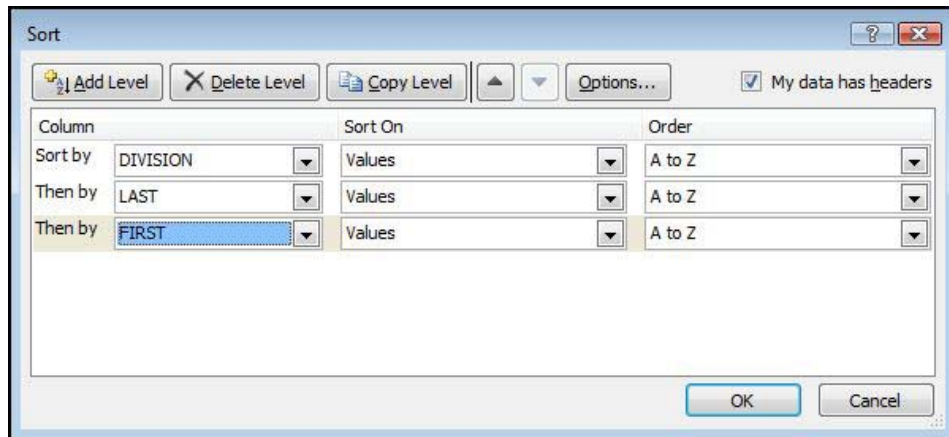 Sort
Add Level Delete Level Copy Level Options... My data has headers
Column Sort On Order
Sort by DIVISION Values A to Z
Then by LAST Values A to Z
Then by FIRST Values A to Z
OK Cancel